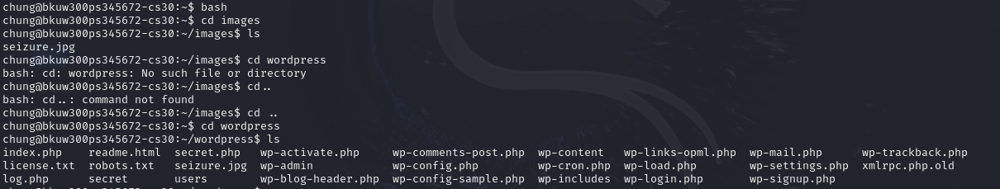 chung@bkuw300ps345672-cs30:~$ bash
chung@bkuw300ps345672-cs30:~$ cd images
chung@bkuw300ps345672-cs30:~/images$ ls
seizure.jpg
chung@bkuw300ps345672-cs30:~/images$ cd wordpress
bash: cd: wordpress: No such file or directory
chung@bkuw300ps345672-cs30:~/images$ cd..
bash: cd..: command not found
chung@bkuw300ps345672-cs30:~/images$ cd ..
chung@bkuw300ps345672-cs30:~$ cd wordpress
chung@bkuw300ps345672-cs30:~/wordpress$ ls
index.php readme.html secret.php wp-activate.php wp-comments-post.php wp-content wp-links-opml.php wp-mail.php wp-trackback.php
license.txt robots.txt seizure.jpg wp-admin wp-config.php wp-cron.php wp-load.php wp-settings.php xmlrpc.php.old
log.php secret users wp-blog-header.php wp-config-sample.php wp-includes wp-login.php wp-signup.php